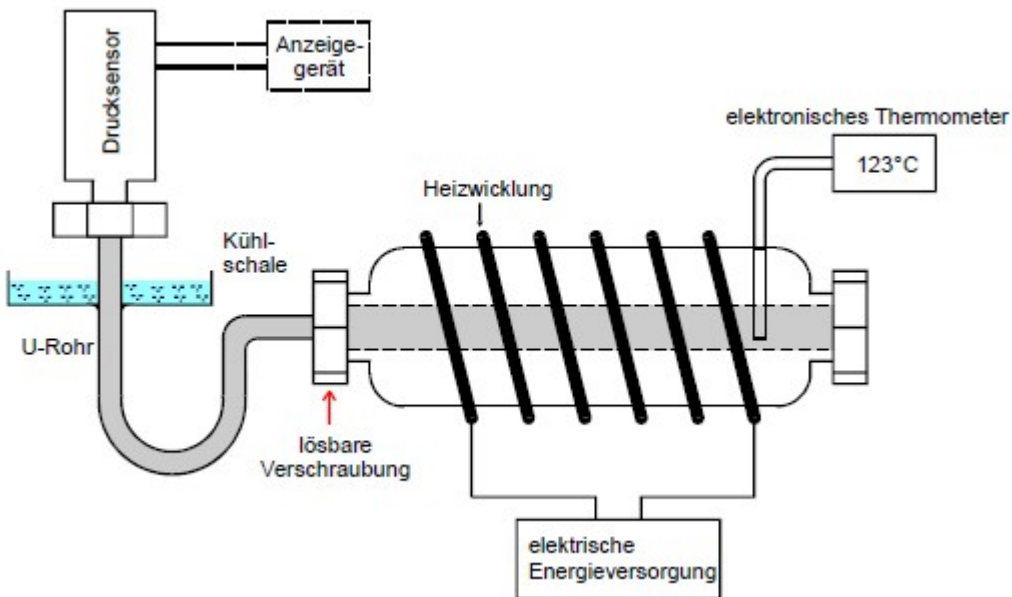 Drucksensor
Anzeige-
gerät
elektronisches Thermometer
123°C
Heizwicklung
Kühl-
schale
U-Rohr
lösbare
Verschraubung
elektrische
Energieversorgung